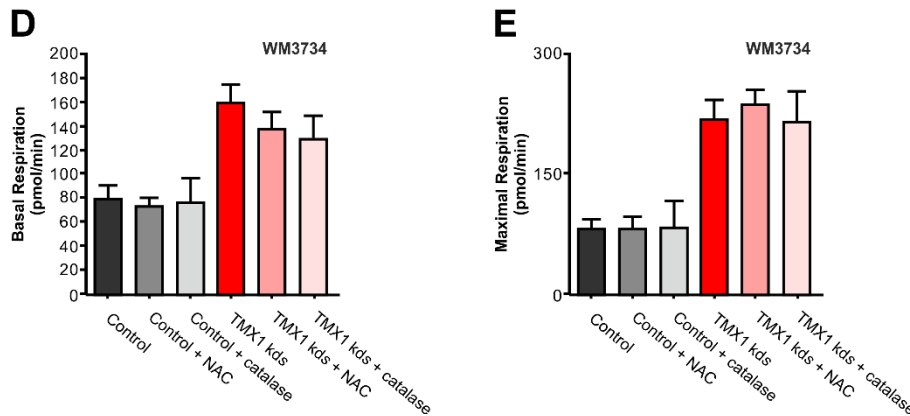 D
WM3734
Basal Respiration
(pmol/min)
200
180
160
140
120
100
80
60
40
20
0
Control
Control + NAC
Control + catalase
TMX1 kds
TMX1 kds + NAC
TMX1 kds + catalase
E
WM3734
Maximal Respiration
(pmol/min)
300
150
0
Control
Control + NAC
Control + catalase
TMX1 kds
TMX1 kds + NAC
TMX1 kds + catalase